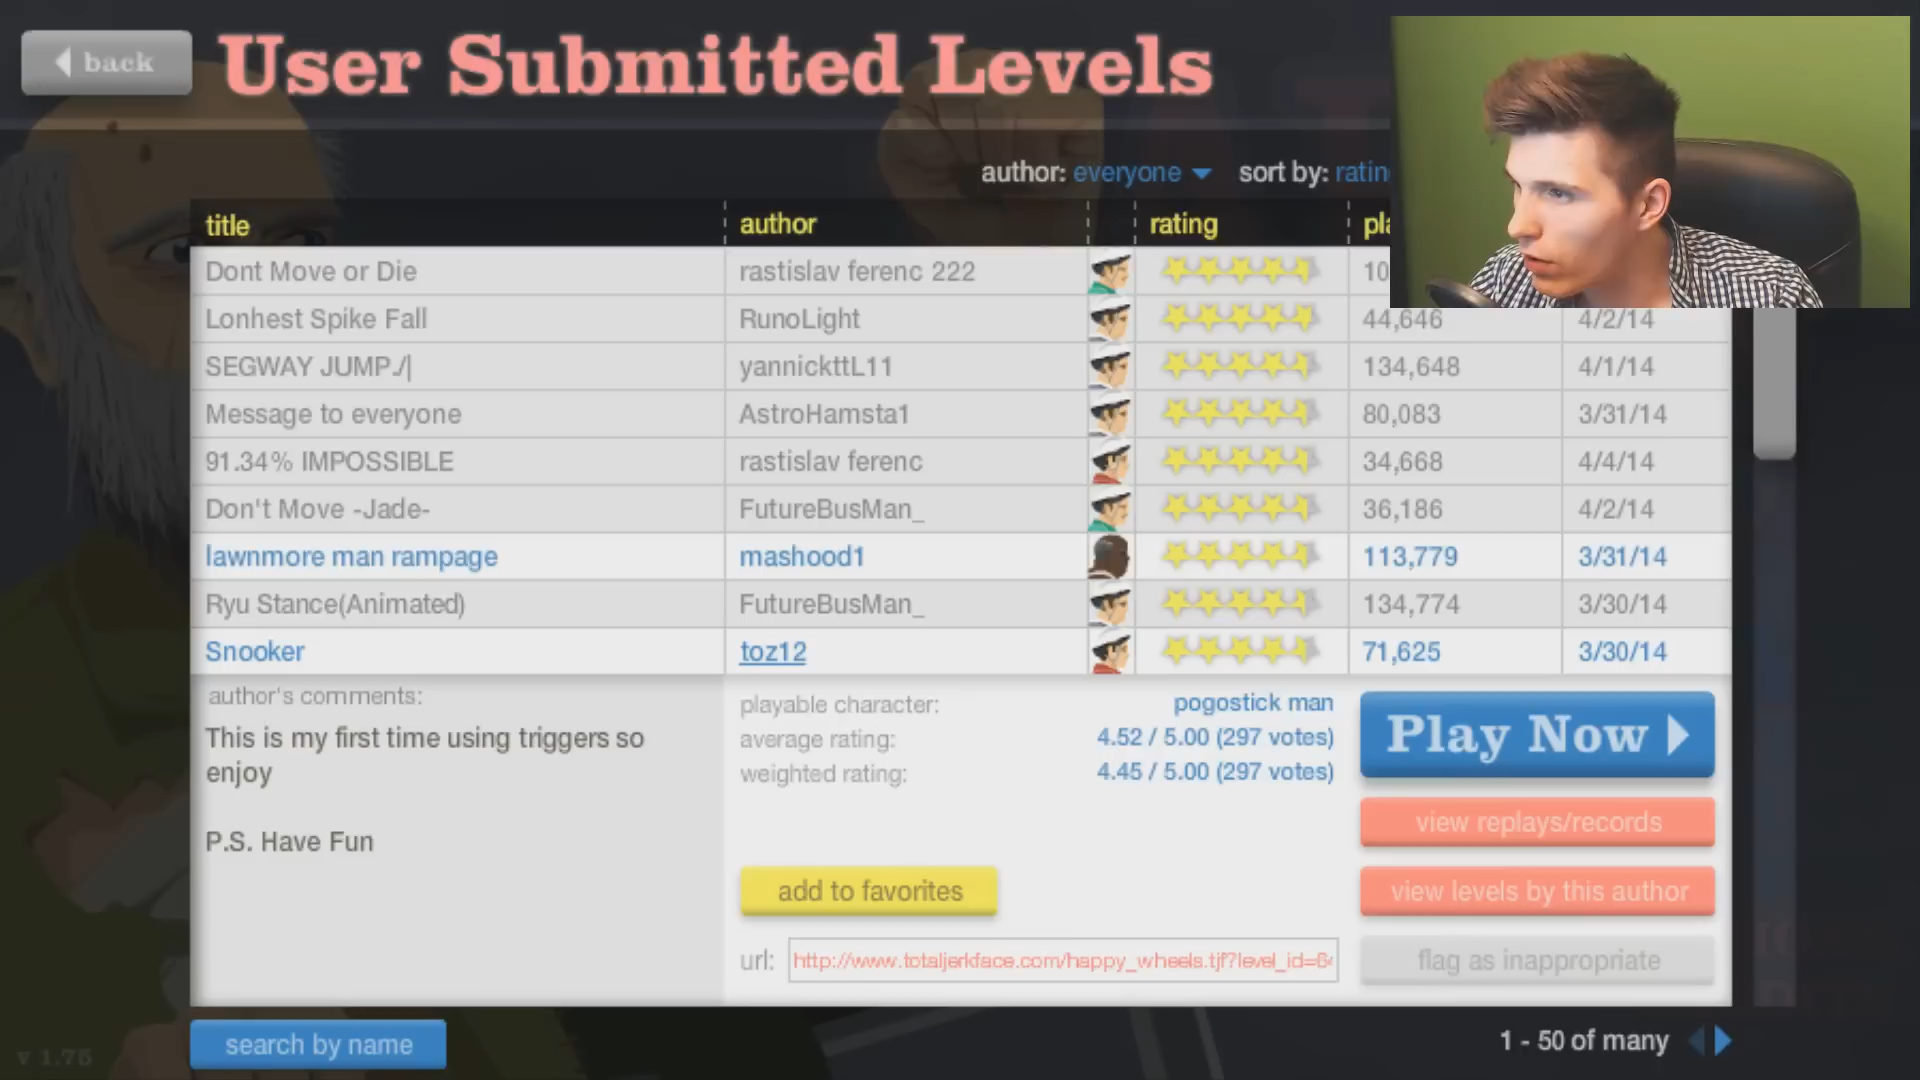 back
User Submitted Levels
author: everyone sort by:
title author rating
Dont Move or Die rastislav ferenc 222
Lonhest Spike Fall RunoLight 44,646 4/2/14
SEGWAY JUMP./| yannickttL11 134,648 4/1/14
Message to everyone AstroHamsta1 80,083 3/31/14
91.34% IMPOSSIBLE rastislav ferenc 34,668 4/4/14
Don't Move -Jade- FutureBusMan_ 36,186 4/2/14
lawnmore man rampage mashood1 113,779 3/31/14
Ryu Stance(Animated) FutureBusMan_ 134,774 3/30/14
Snooker toz12 71,625 3/30/14
author's comments:
This is my first time using triggers so
enjoy
P.S. Have Fun
playable character: pogostick man
average rating: 4.52 / 5.00 (297 votes)
weighted rating: 4.45 / 5.00 (297 votes)
add to favorites
url: http://www.totaljerkface.com/happy_wheels.tjf?level_id=6
Play Now
view replays/records
view levels by this author
flag as inappropriate
search by name
1 - 50 of many
v 1.75